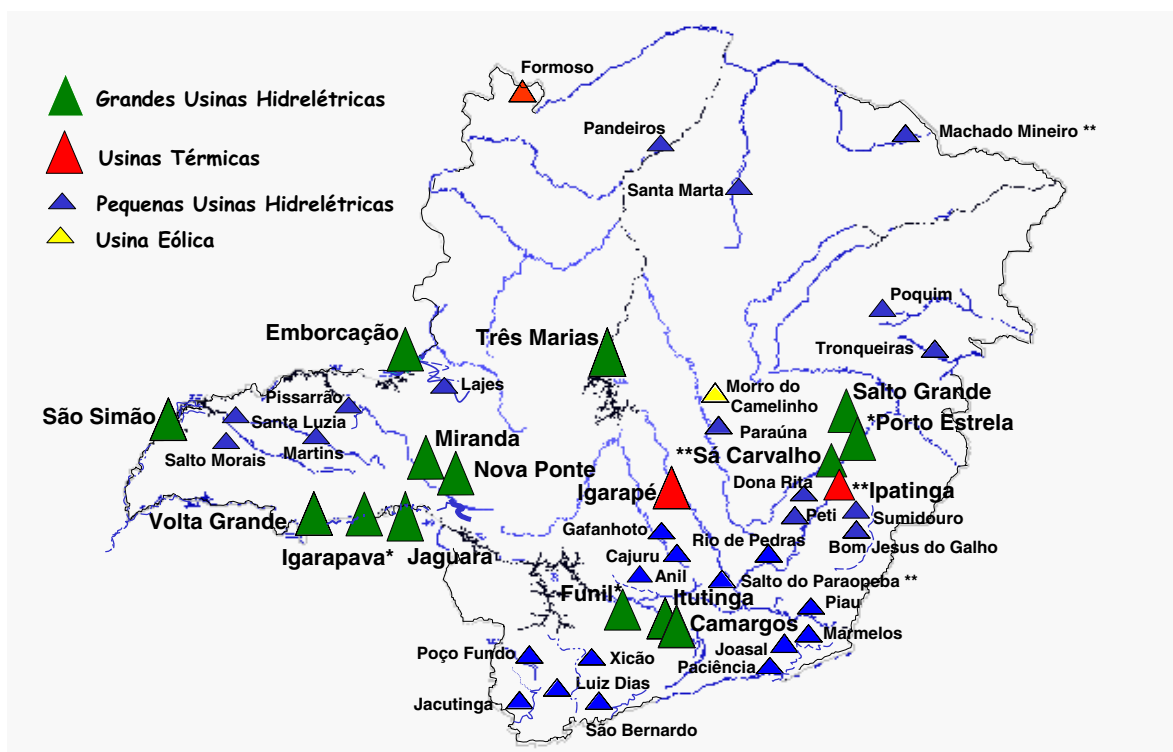 Formoso
Grandes Usinas Hidrelétricas
Pandeiros
Machado Mineiro **
Usinas Térmicas
Santa Marta
Pequenas Usinas Hidrelétricas
Usina Eólica
Poquim
Emborcação
Três Marias
Tronqueiras
Lajes
Morro do
Camelinho
Salto Grande
Pissarrão
São Simão
Santa Luzia
*Porto Estrela
Paraúna
Miranda
Martins
Salto Morais
**Sá Carvalho
Nova Ponte
Dona Rita
Igarapé
**Ipatinga
Volta Grande
Peti
Sumidouro
Gafanhoto
Rio de Pedras
Bom Jesus do Galho
Igarapava*
Jaguara
Cajuru
Anil
Salto do Paraopeba **
Funil*
Itutinga
Piau
Camargos
Marmelos
Joasal
Poço Fundo
Xicão
Paciência
Luiz Dias
Jacutinga
São Bernardo